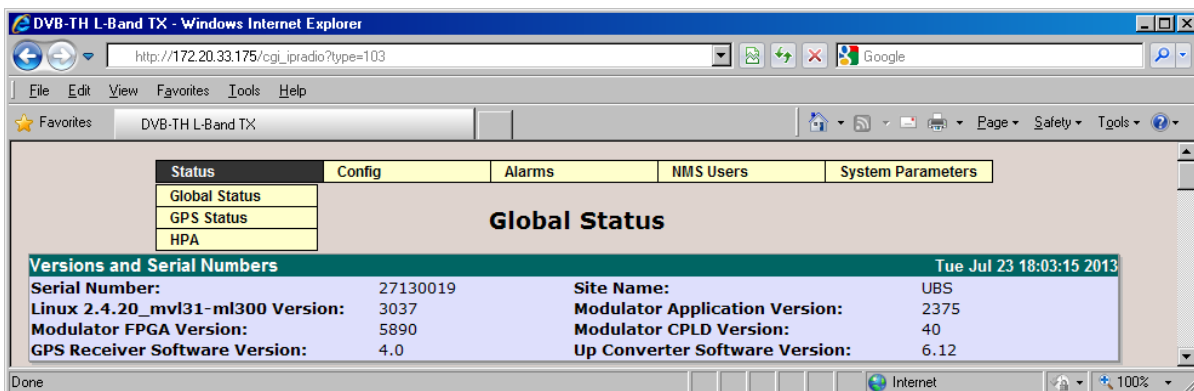 DVB-TH L-Band TX - Windows Internet Explorer
http://172.20.33.175/cgi_ipradio?type=103
Google
File Edit View Favorites Tools Help
Favorites DVB-TH L-Band TX Page Safety Tools
Status Config Alarms NMS Users System Parameters
Global Status
GPS Status
HPA
Global Status
Versions and Serial Numbers Tue Jul 23 18:03:15 2013
Serial Number: 27130019 Site Name: UBS
Linux 2.4.20_mvl31-ml300 Version: 3037 Modulator Application Version: 2375
Modulator FPGA Version: 5890 Modulator CPLD Version: 40
GPS Receiver Software Version: 4.0 Up Converter Software Version: 6.12
Done Internet 100%